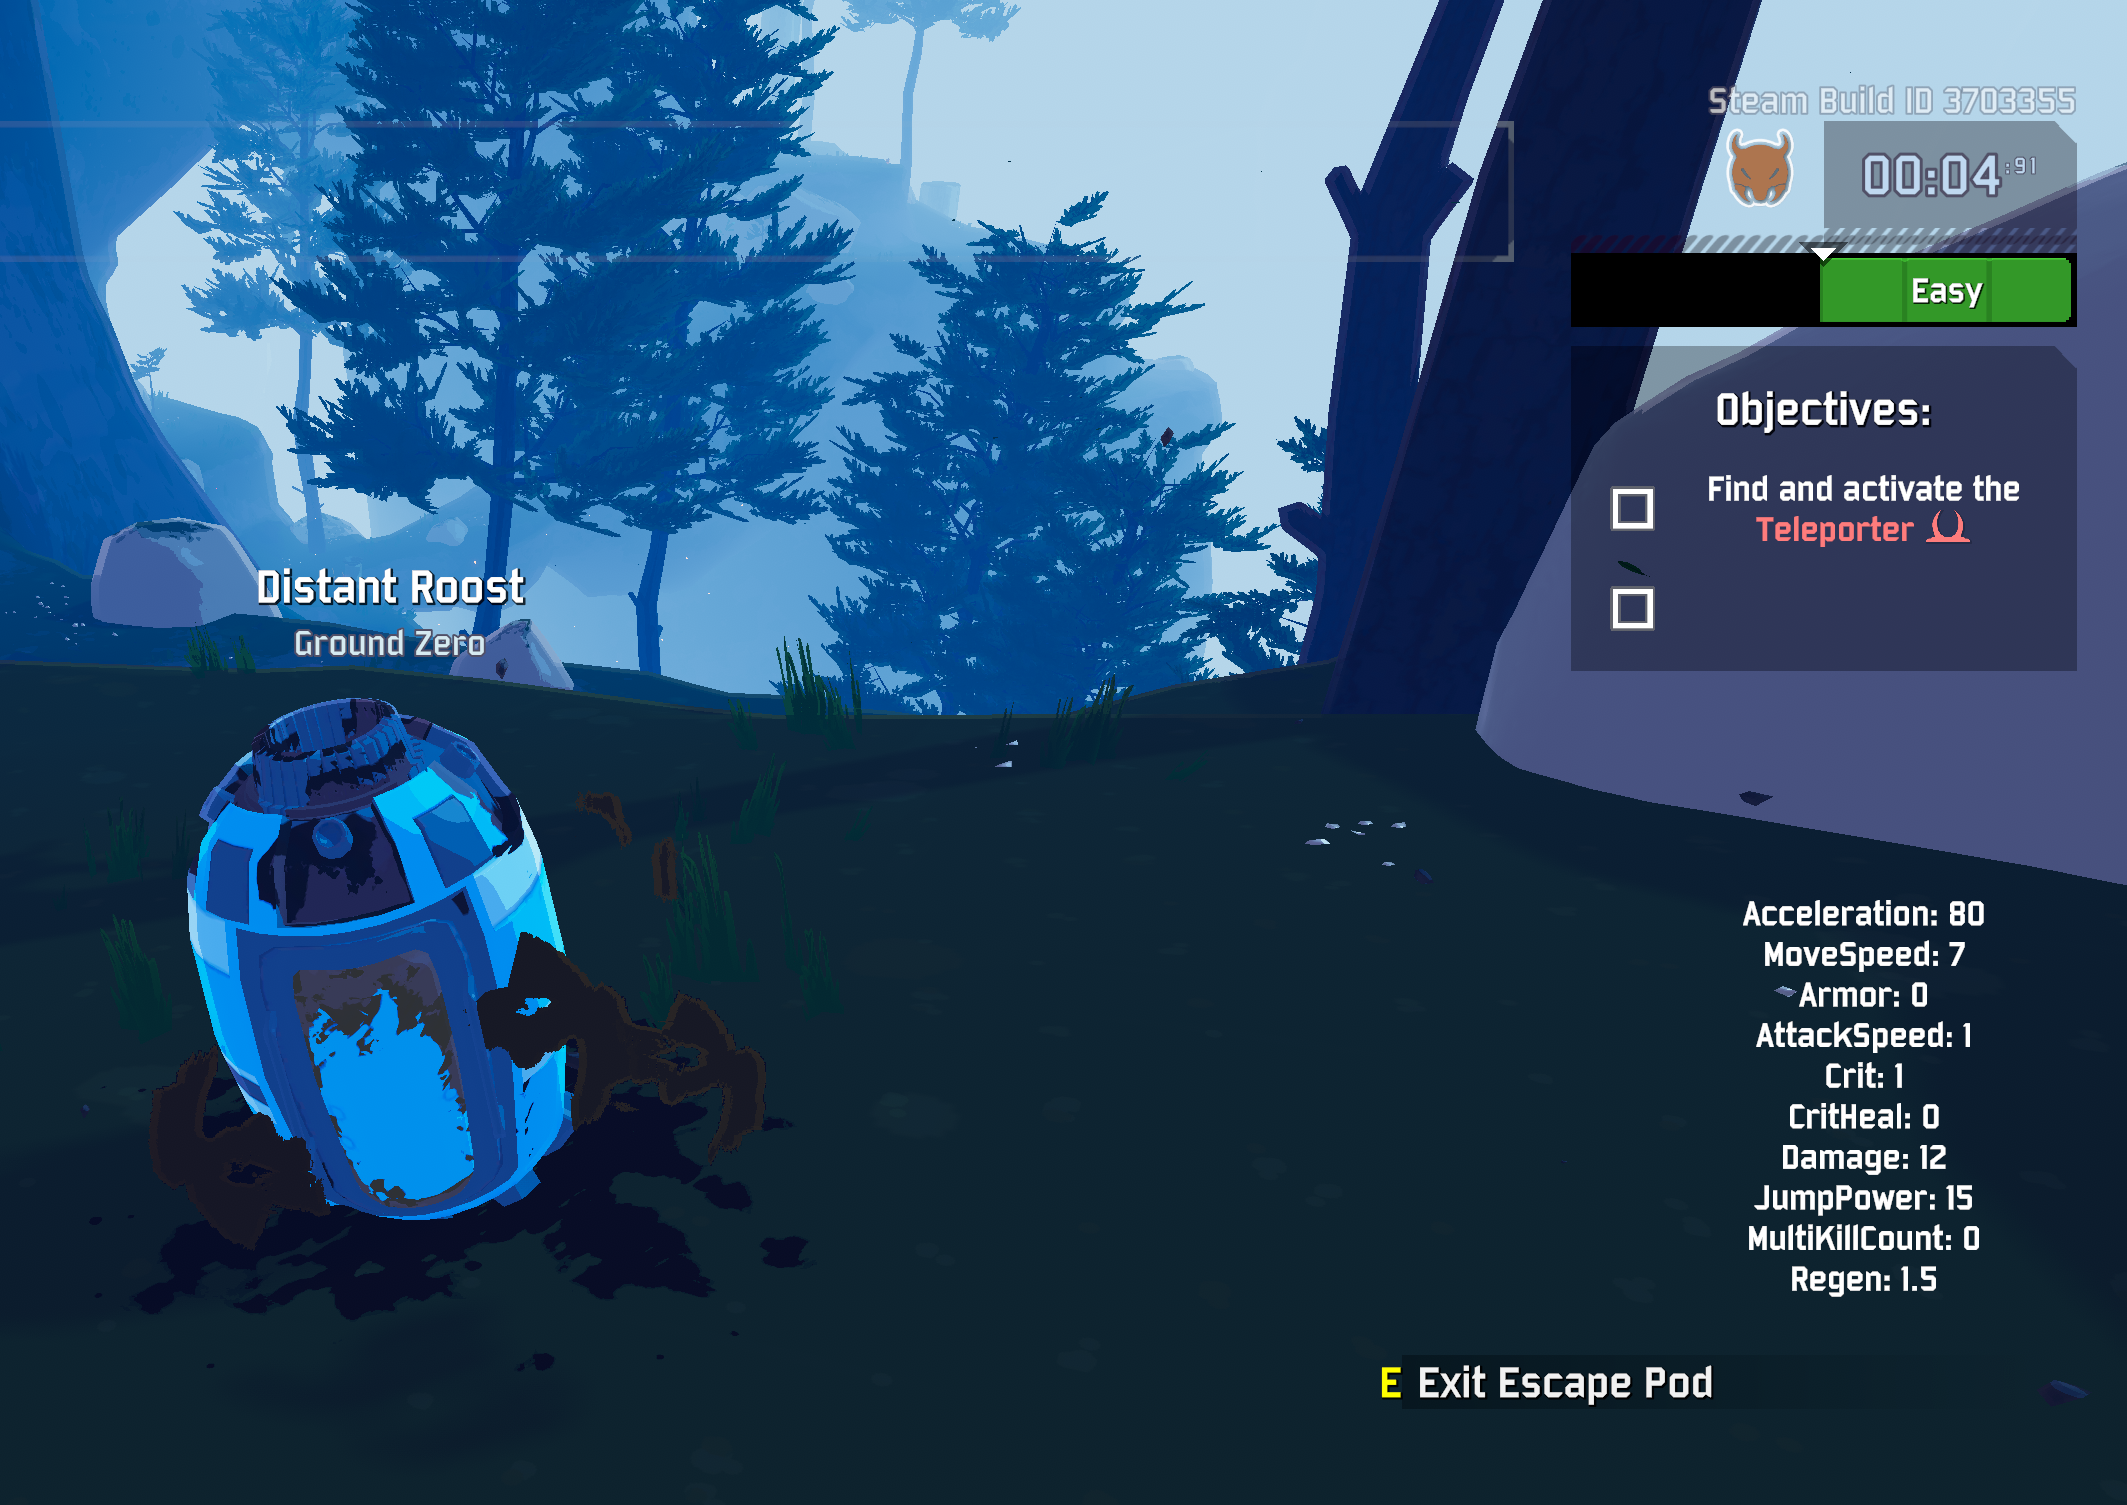 Steam Build ID 3703355
00:04:91
Easy
Objectives:
Find and activate the
Teleporter
Distant Roost
Ground Zero
Acceleration: 80
MoveSpeed: 7
Armor: 0
AttackSpeed: 1
Crit: 1
CritHeal: 0
Damage: 12
JumpPower: 15
MultiKillCount: 0
Regen: 1.5
E Exit Escape Pod